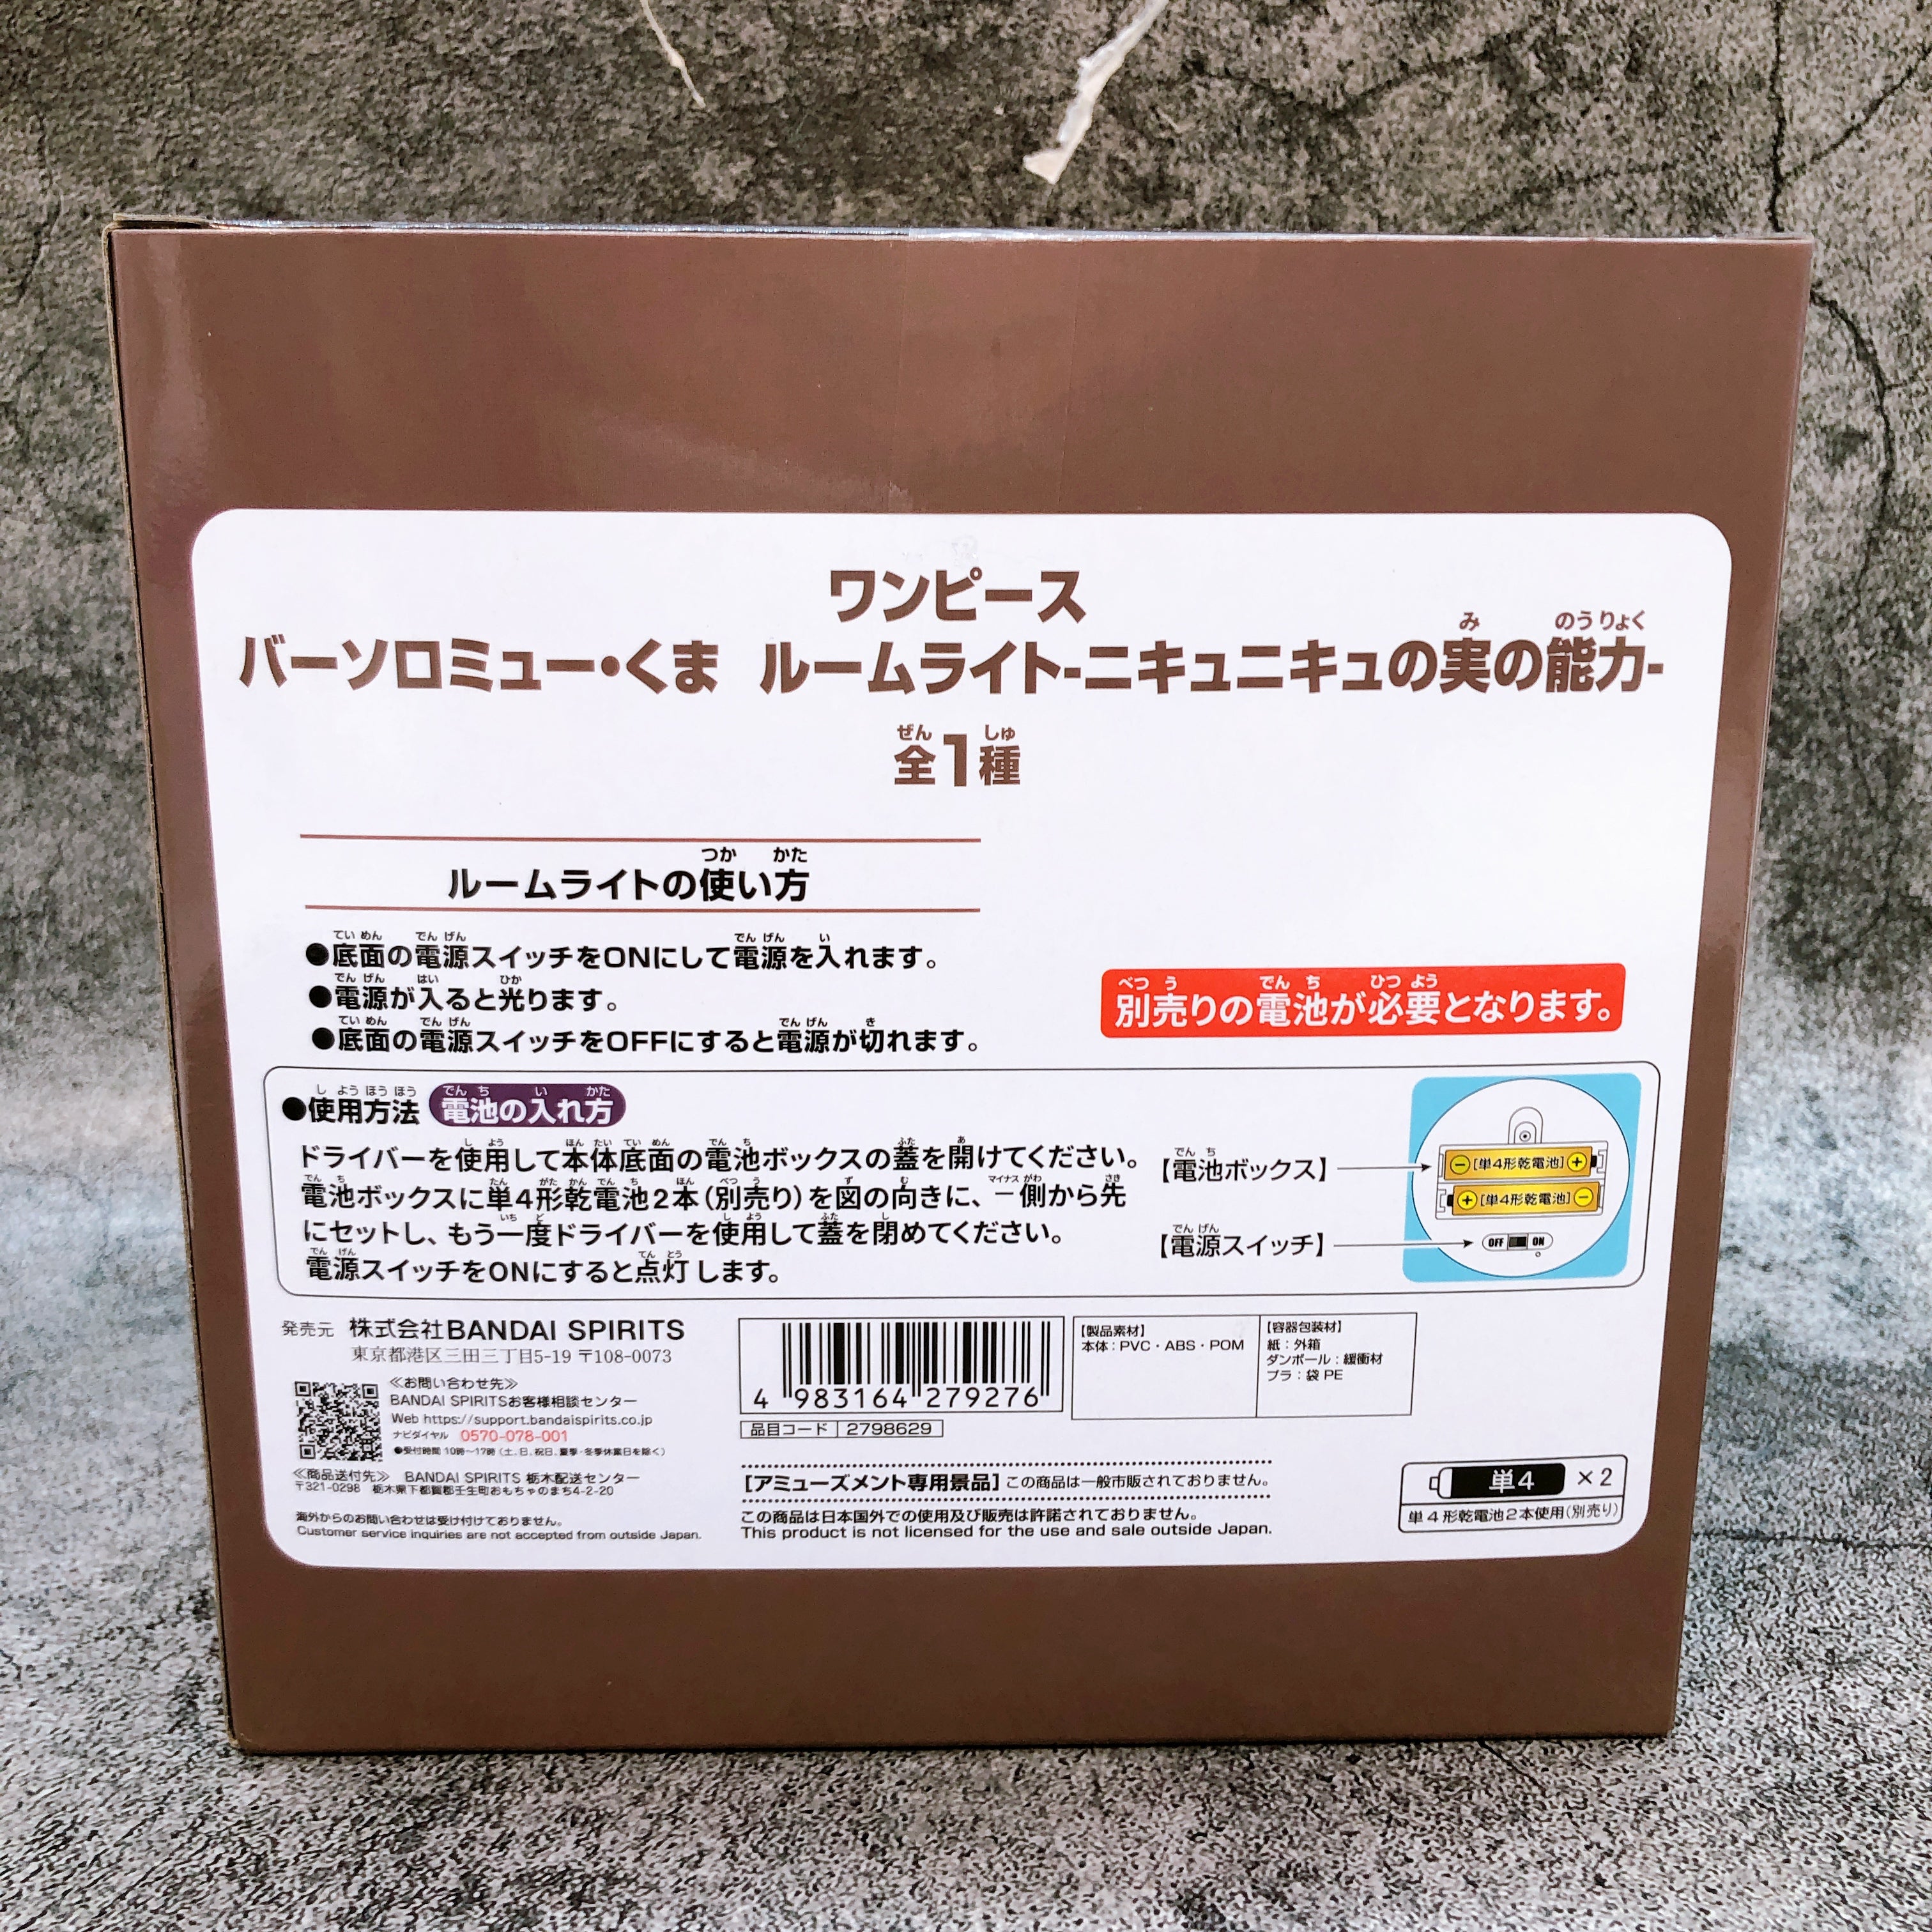 ワンピース
バーソロミュー・くま ルームライト-ニキュニキュの実の能力-
全1種
ルームライトの使い方
●底面の電源スイッチをONにして電源を入れます。
●電源が入ると光ります。
●底面の電源スイッチをOFFにすると電源が切れます。
別売りの電池が必要となります。
●使用方法 電池の入れ方
ドライバーを使用して本体底面の電池ボックスの蓋を開けてください。
電池ボックスに単4形乾電池2本(別売り)を図の向きに、－側から先
にセットし、もう一度ドライバーを使用して蓋を閉めてください。
電源スイッチをONにすると点灯します。
【電池ボックス】
【電源スイッチ】
－[単4形乾電池]＋
＋[単4形乾電池]－
OFF ON
発売元 株式会社BANDAI SPIRITS
東京都港区三田三丁目5-19 〒108-0073
≪お問い合わせ先≫
BANDAI SPIRITSお客様相談センター
Web https://support.bandaispirits.co.jp
ナビダイヤル 0570-078-001
●受付時間 10時～17時(土、日、祝日、夏季・冬季休業日を除く)
≪商品送付先≫ BANDAI SPIRITS 栃木配送センター
〒321-0298 栃木県下都賀郡壬生町おもちゃのまち4-2-20
海外からのお問い合わせは受け付けておりません。
Customer service inquiries are not accepted from outside Japan.
4 983164 279276
品目コード 2798629
【製品素材】
本体：PVC・ABS・POM
【容器包装材】
紙：外箱
ダンボール：緩衝材
プラ：袋 PE
[アミューズメント専用景品] この商品は一般市販されておりません。
この商品は日本国外での使用及び販売は許諾されておりません。
This product is not licensed for the use and sale outside Japan.
単4 ×2
単4形乾電池2本使用(別売り)